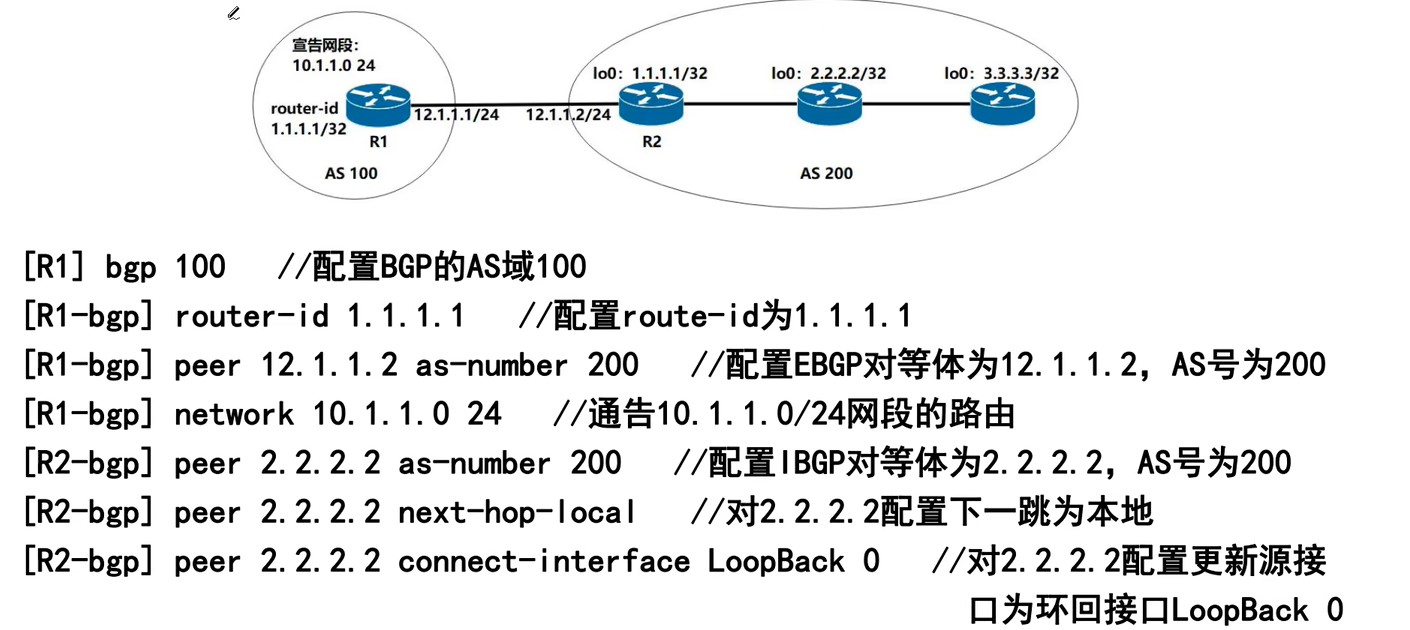 宣告网段：
10.1.1.0 24
lo0：1.1.1.1/32
lo0：2.2.2.2/32
lo0：3.3.3.3/32
router-id
1.1.1.1/32
12.1.1.1/24
12.1.1.2/24
R1
R2
AS 100
AS 200
[R1] bgp 100 //配置BGP的AS域100
[R1-bgp] router-id 1.1.1.1 //配置route-id为1.1.1.1
[R1-bgp] peer 12.1.1.2 as-number 200 //配置EBGP对等体为12.1.1.2，AS号为200
[R1-bgp] network 10.1.1.0 24 //通告10.1.1.0/24网段的路由
[R2-bgp] peer 2.2.2.2 as-number 200 //配置IBGP对等体为2.2.2.2，AS号为200
[R2-bgp] peer 2.2.2.2 next-hop-local //对2.2.2.2配置下一跳为本地
[R2-bgp] peer 2.2.2.2 connect-interface LoopBack 0 //对2.2.2.2配置更新源接
口为环回接口LoopBack 0